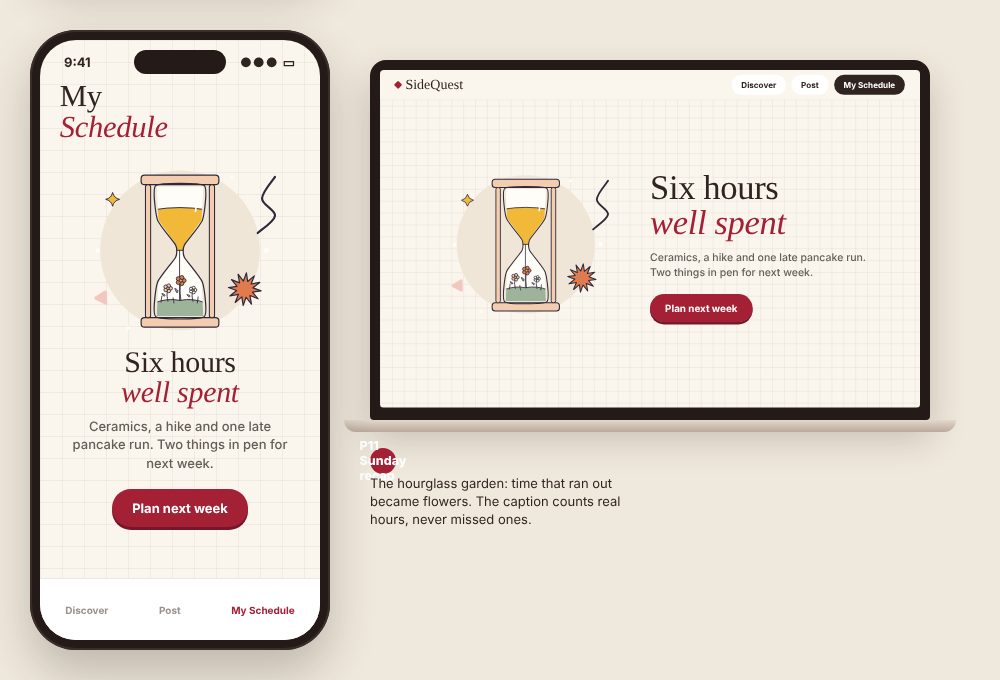 9:41
My
Schedule
Six hours
well spent
Ceramics, a hike and one late
pancake run. Two things in pen for
next week.
Plan next week
Discover
Post
My Schedule
SideQuest
Discover
Post
My Schedule
Six hours
well spent
Ceramics, a hike and one late pancake run.
Two things in pen for next week.
Plan next week
P11
Sunday
The hourglass garden: time that ran out
became flowers. The caption counts real
hours, never missed ones.